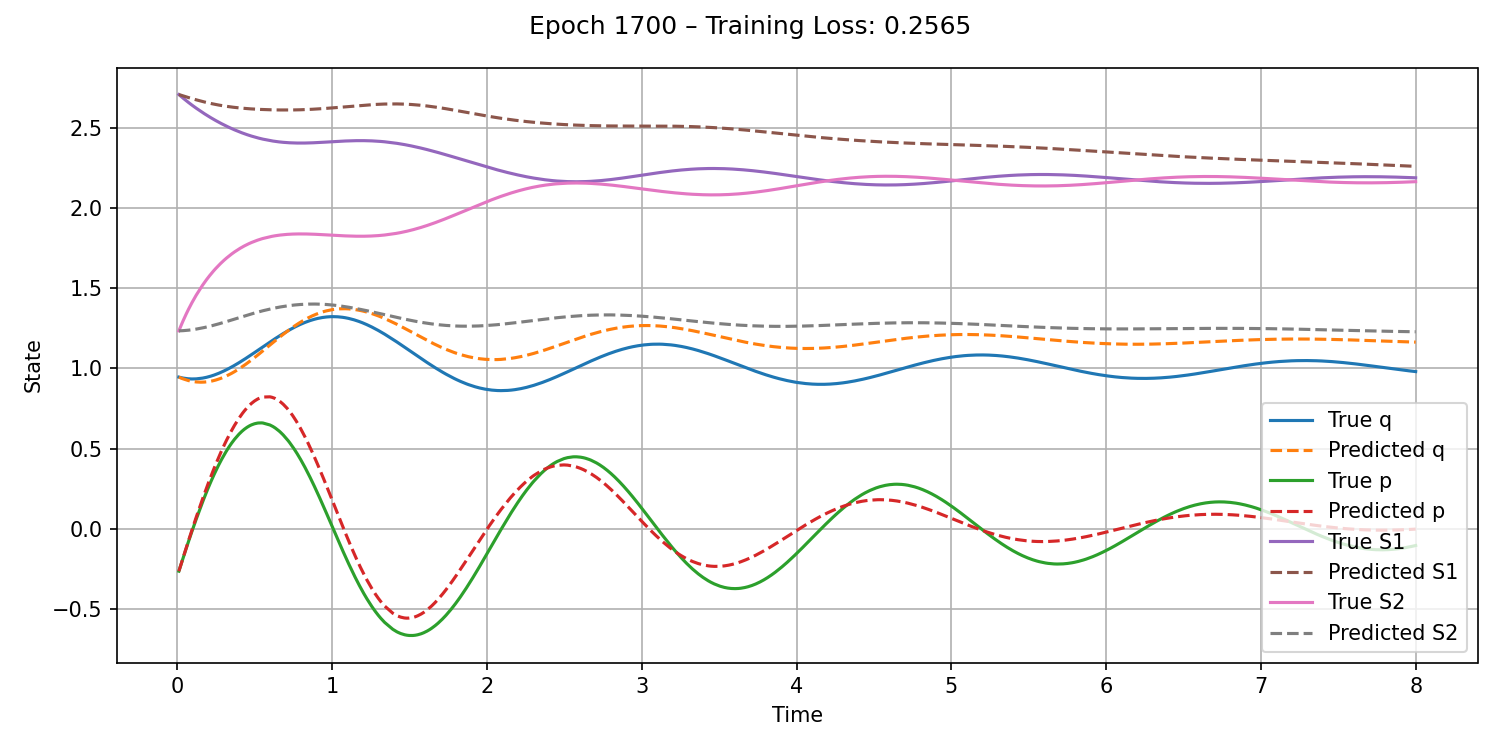 Epoch 1700 – Training Loss: 0.2565
State
2.5
2.0
1.5
1.0
0.5
0.0
−0.5
0 1 2 3 4 5 6 7 8
Time
True q
Predicted q
True p
Predicted p
True S1
Predicted S1
True S2
Predicted S2